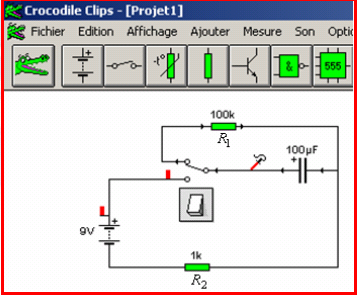 Crocodile Clips - [Projet1]
Fichier Edition Affichage Ajouter Mesure Son Optio
-t° & 555
100k
R₁
100µF
+
9V
+
1k
R₂